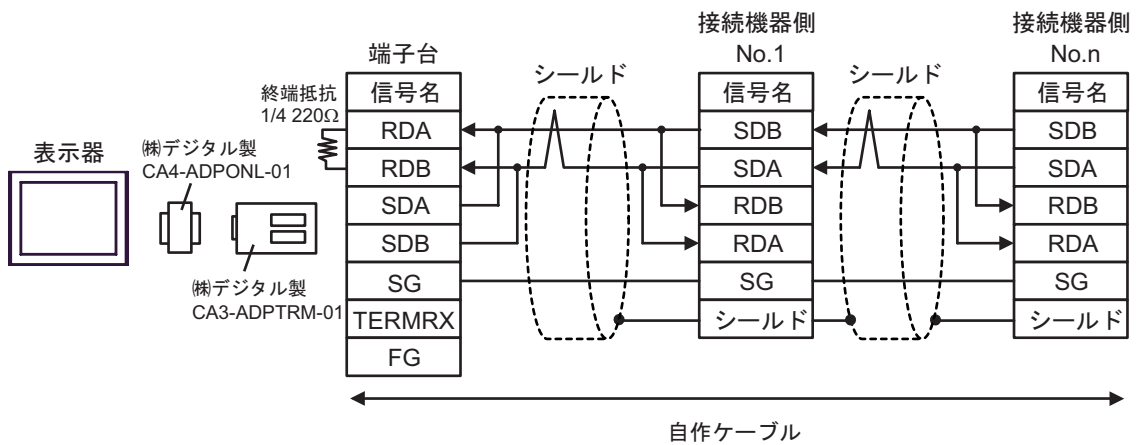 表示器
㈱デジタル製
CA4-ADPONL-01
㈱デジタル製
CA3-ADPTRM-01
終端抵抗
1/4 220Ω
端子台
信号名
RDA
RDB
SDA
SDB
SG
TERMRX
FG
シールド
接続機器側
No.1
信号名
SDB
SDA
RDB
RDA
SG
シールド
シールド
接続機器側
No.n
信号名
SDB
SDA
RDB
RDA
SG
シールド
自作ケーブル